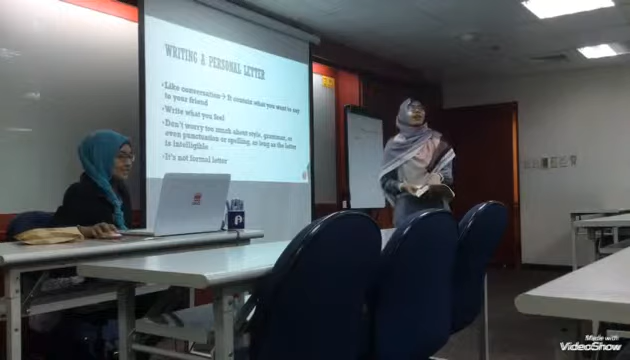 WRITING A PERSONAL LETTER
•Like conversation→ It contain what you want to say
to your friend
•Write what you feel
•Don't worry too much about style, grammar, or
even punctuation or spelling, as long as the letter
is intelligible
•It's not formal letter
Made with
VideoShow